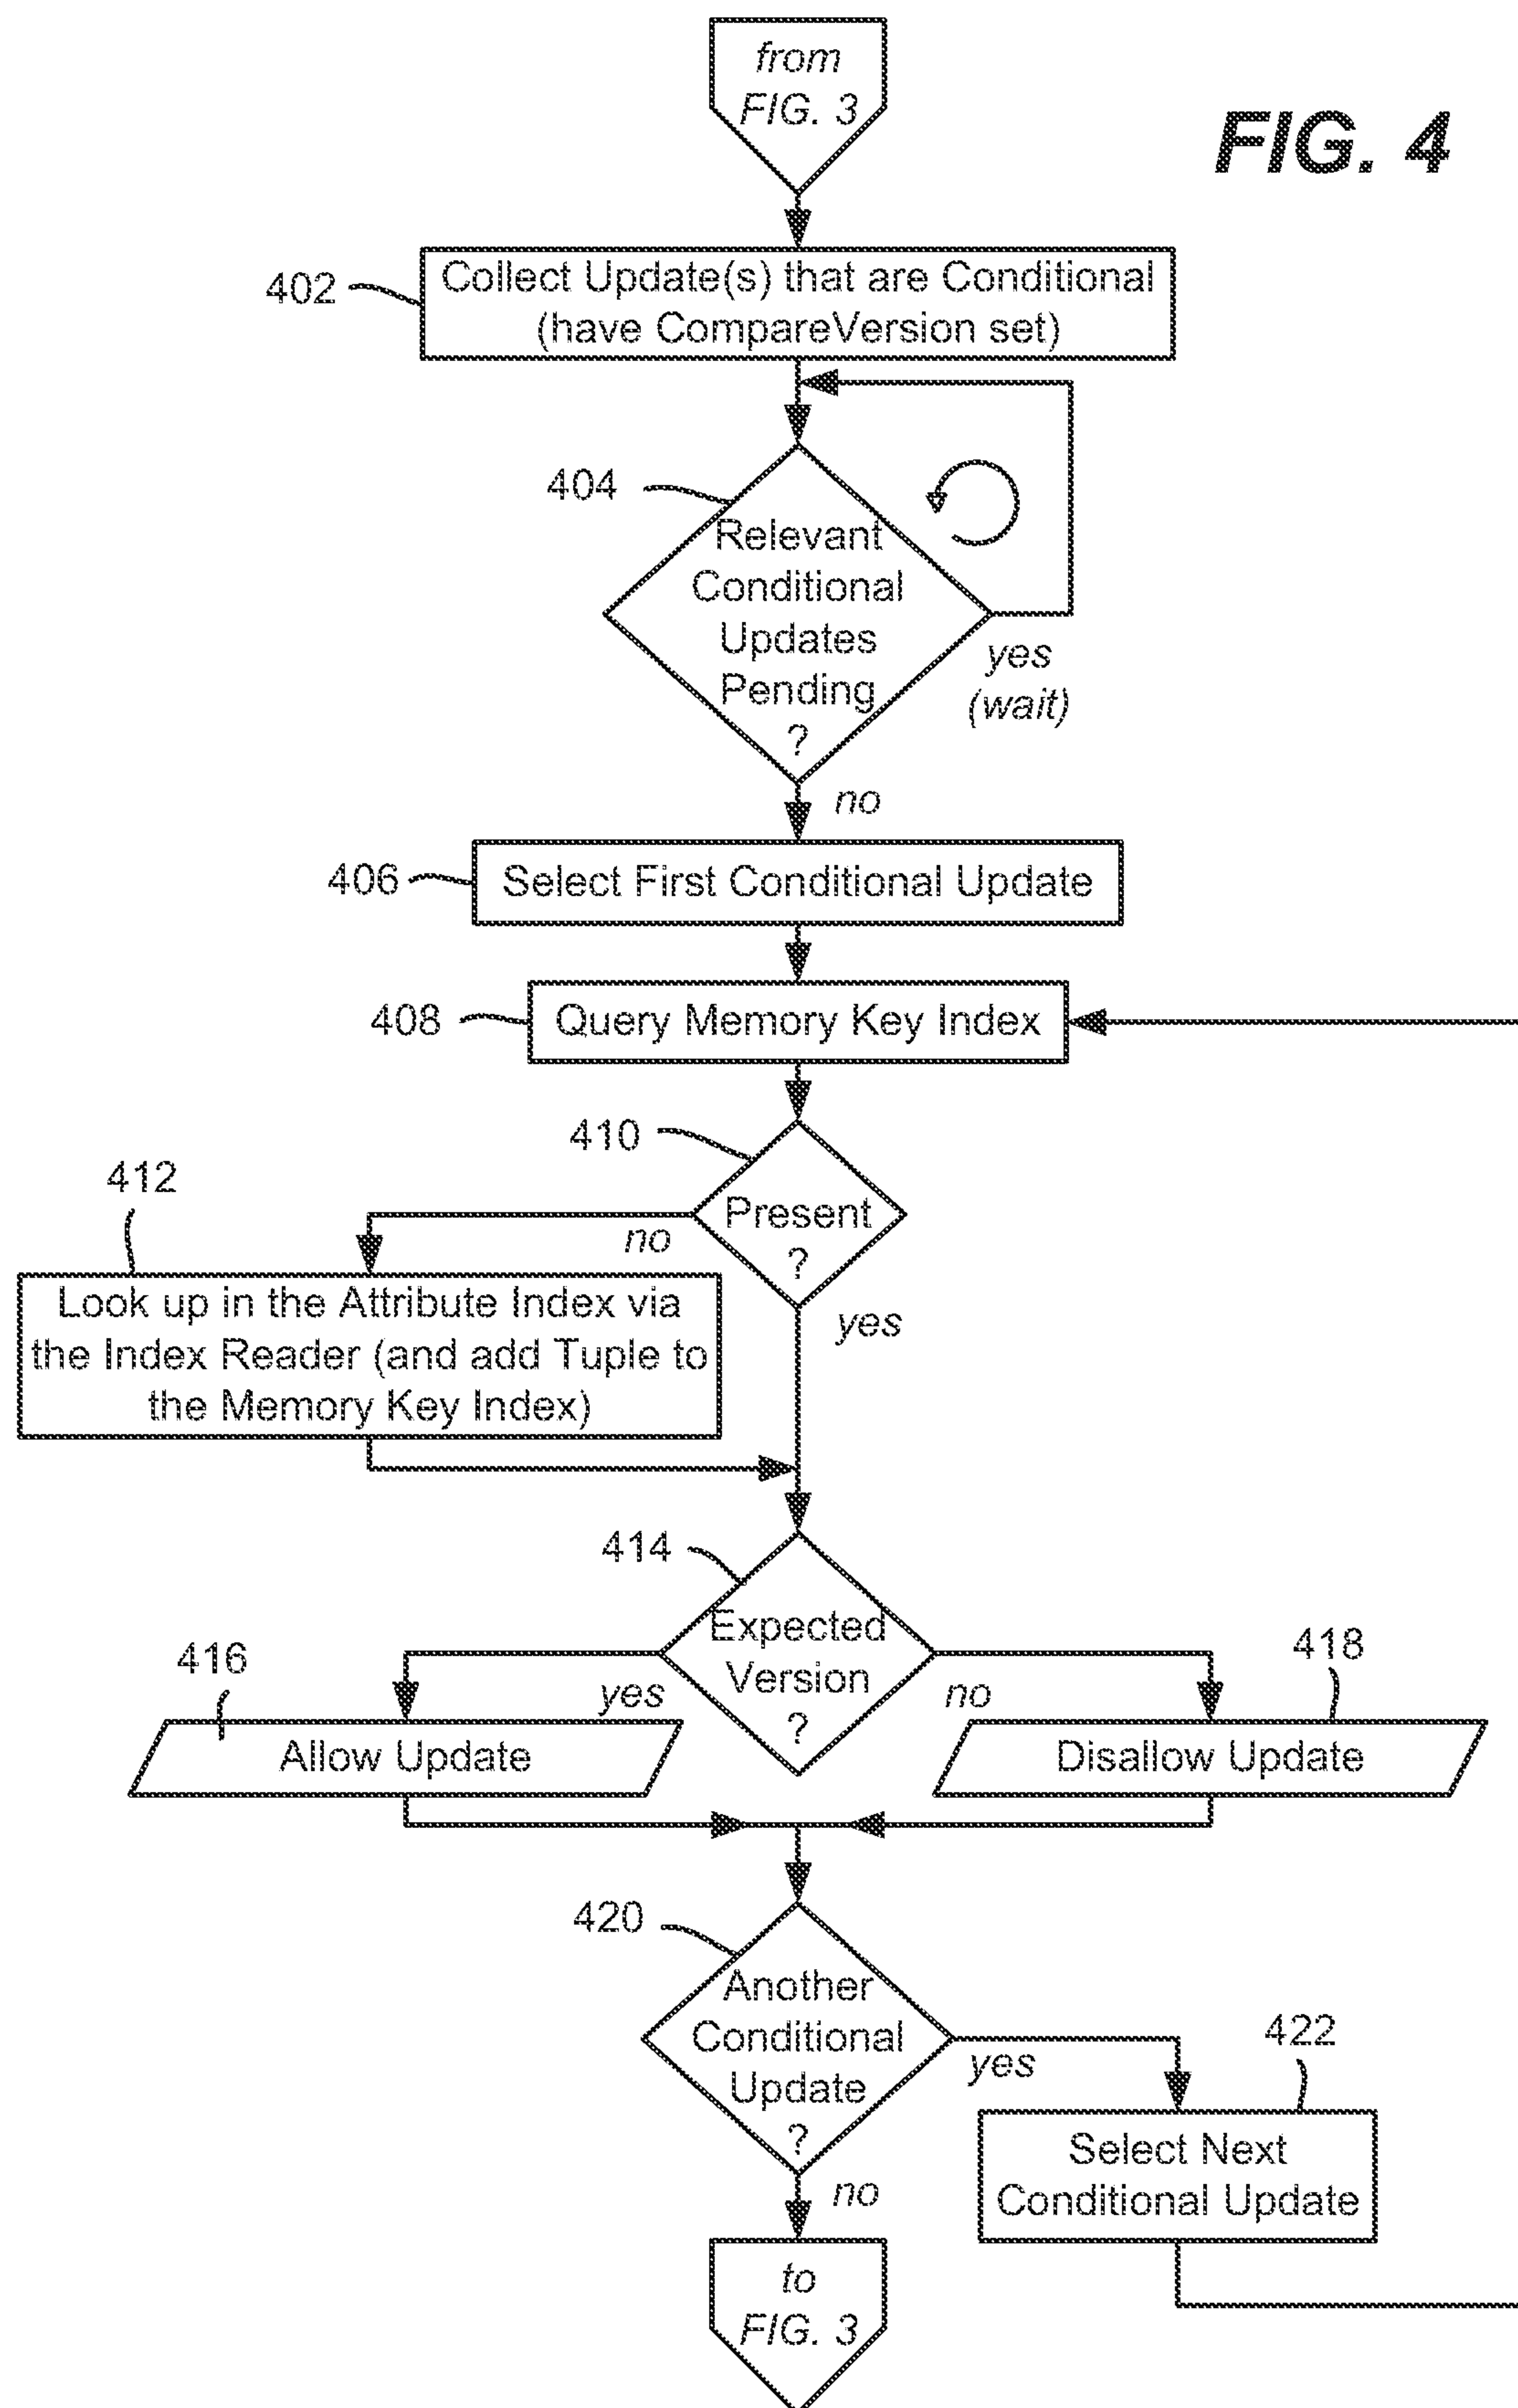 from
FIG. 3
FIG. 4
402
Collect Update(s) that are Conditional
(have CompareVersion set)
404
Relevant
Conditional
Updates
Pending
?
yes
(wait)
no
406
Select First Conditional Update
408
Query Memory Key Index
410
Present
?
no
yes
412
Look up in the Attribute Index via
the Index Reader (and add Tuple to
the Memory Key Index)
414
Expected
Version
?
yes
no
416
Allow Update
418
Disallow Update
420
Another
Conditional
Update
?
yes
no
422
Select Next
Conditional Update
to
FIG. 3